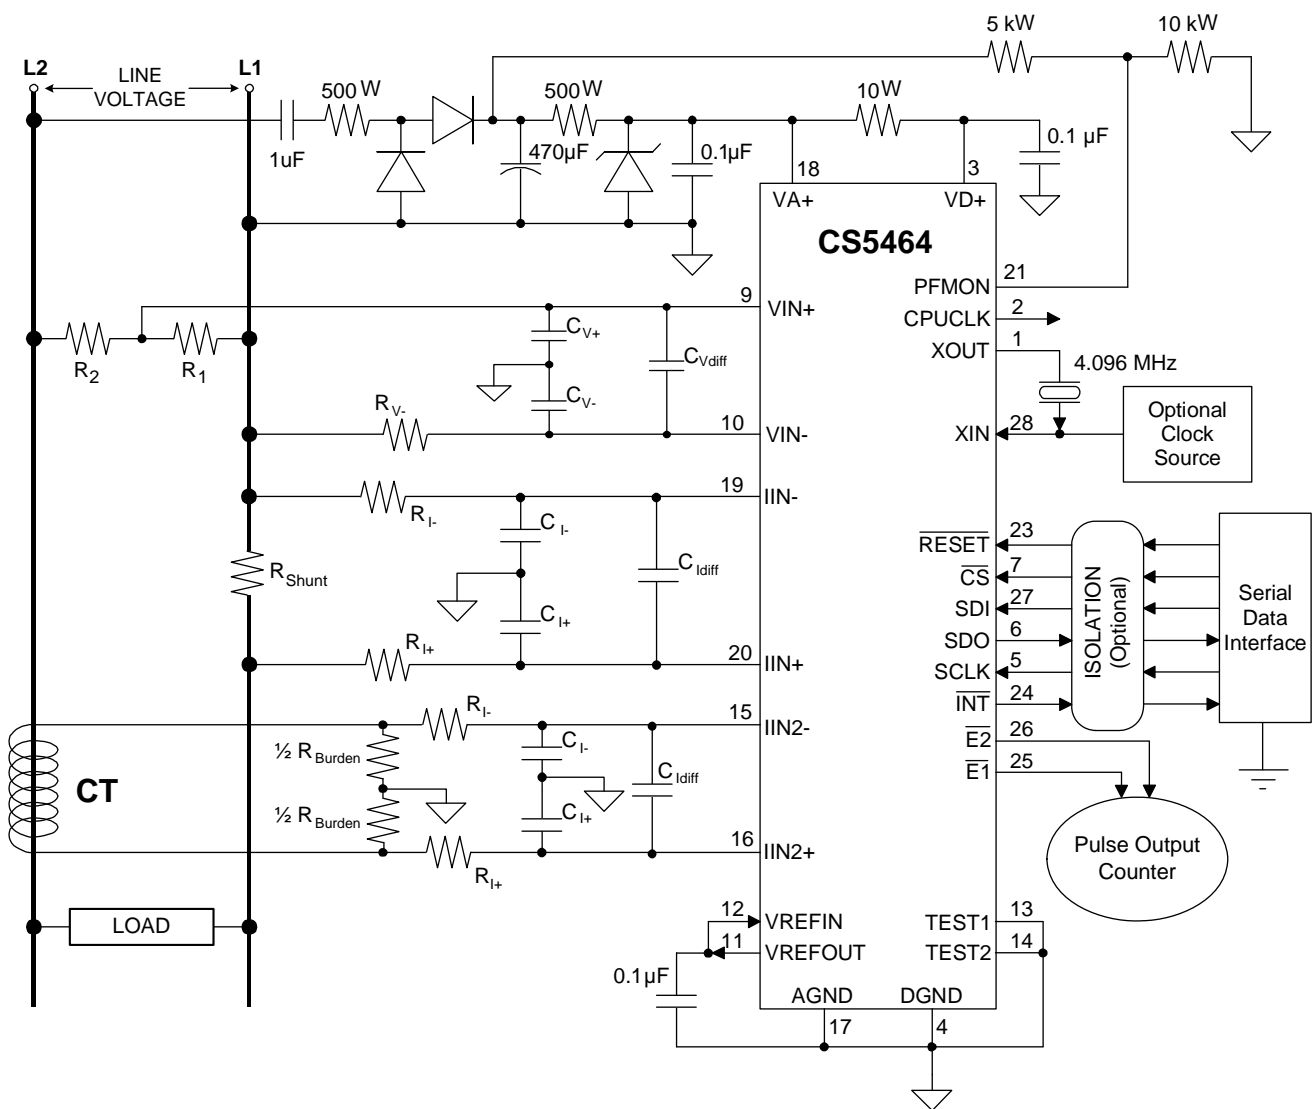 5 kW
10 kW
L2
LINE
VOLTAGE
L1
500W
500W
10W
1uF
470µF
0.1µF
0.1 µF
18
3
VA+
VD+
CS5464
21
PFMON
9
VIN+
2
CPUCLK
1
XOUT
4.096 MHz
CV+
CVdiff
CV-
R2
R1
RV-
10
VIN-
28
XIN
Optional
Clock
Source
19
IIN-
RI-
C I-
C Idiff
C I+
RShunt
RI+
20
IIN+
RESET
23
CS
7
SDI
27
SDO
6
SCLK
5
INT
24
ISOLATION
(Optional)
Serial
Data
Interface
RI-
15
IIN2-
E2
26
E1
25
½ RBurden
CI-
CIdiff
CT
½ RBurden
CI+
16
IIN2+
RI+
Pulse Output
Counter
LOAD
12
VREFIN
TEST1
13
11
VREFOUT
TEST2
14
0.1µF
AGND
DGND
17
4